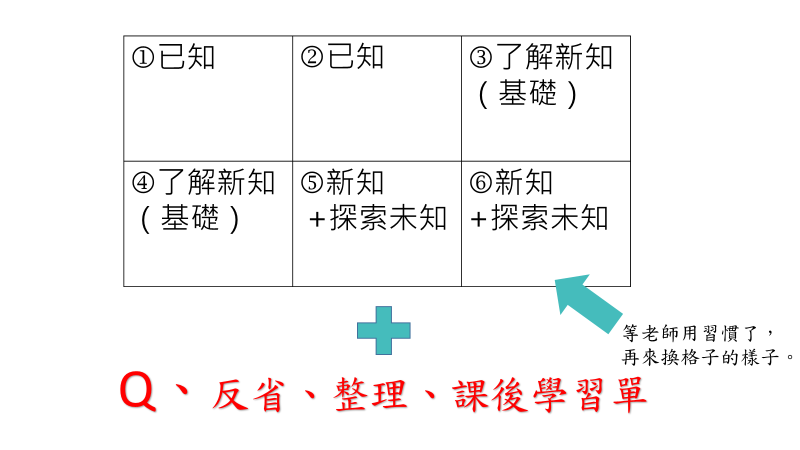 ①已知
②已知
③了解新知
（基礎）
④了解新知
（基礎）
⑤新知
+探索未知
⑥新知
+探索未知
等老師用習慣了，
再來換格子的樣子。
Q、反省、整理、課後學習單